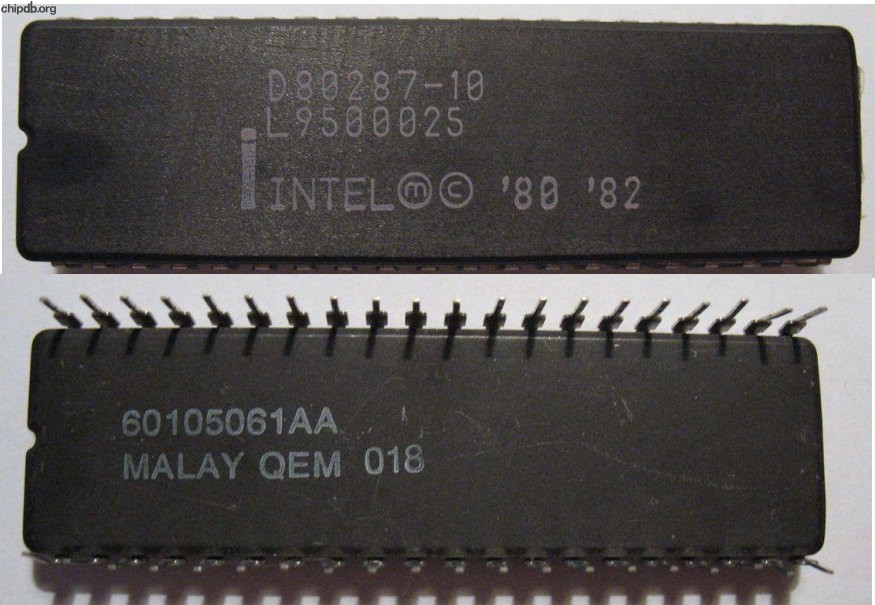 chipdb.org
D80287-10
L9500025
INTEL Ⓜ © '80 '82
60105061AA
MALAY QEM 018